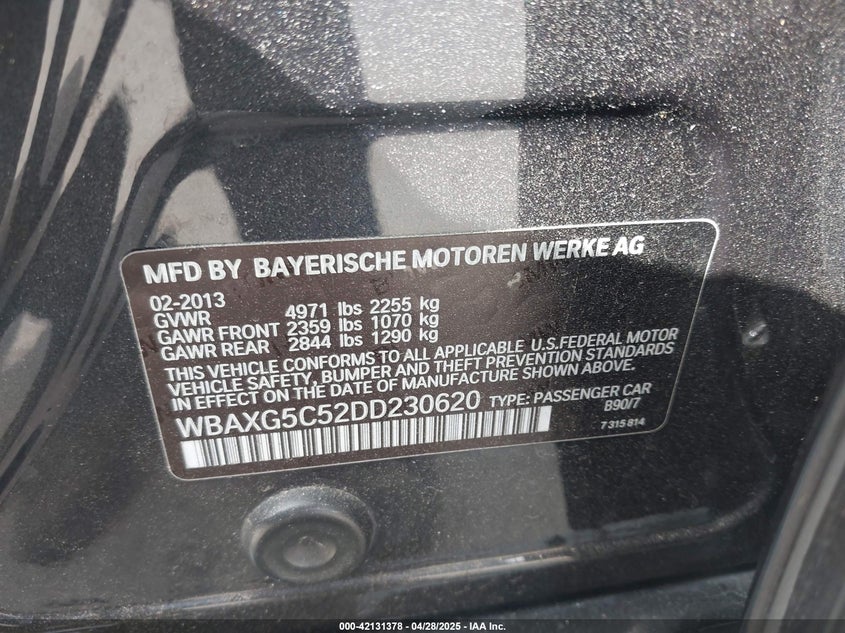 MFD BY BAYERISCHE MOTOREN WERKE AG
02-2013
GVWR 4971 lbs 2255 kg
GAWR FRONT 2359 lbs 1070 kg
GAWR REAR 2844 lbs 1290 kg
THIS VEHICLE CONFORMS TO ALL APPLICABLE U.S.FEDERAL MOTOR
VEHICLE SAFETY, BUMPER AND THEFT PREVENTION STANDARDS
IN EFFECT ON THE DATE OF MANUFACTURE SHOWN ABOVE.
WBAXG5C52DD230620 TYPE: PASSENGER CAR
B90/7
7 315 814
000-42131378 | 04/28/2025 - IAA Inc.